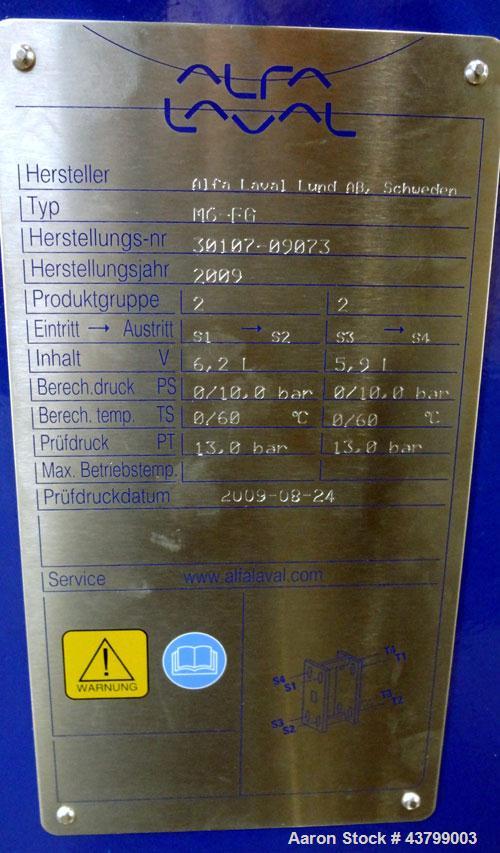 ALFA
LAVAL
Hersteller Alfa Laval Lund AB, Schweden
Typ M6-FG
Herstellungs-nr 30107-09073
Herstellungsjahr 2009
Produktgruppe 2 2
Eintritt → Austritt S1 → S2 S3 → S4
Inhalt V 6,2 L 5,9 l
Berech.druck PS 0/10,0 bar 0/10,0 bar
Berech. temp. TS 0/60 °C 0/60 °C
Prüfdruck PT 13,0 bar 13,0 bar
Max. Betriebstemp.
Prüfdruckdatum 2009-08-24
Service www.alfalaval.com
WARNUNG
S4 T4
S1 T1
S3 T3
S2 T2
Aaron Stock # 43799003